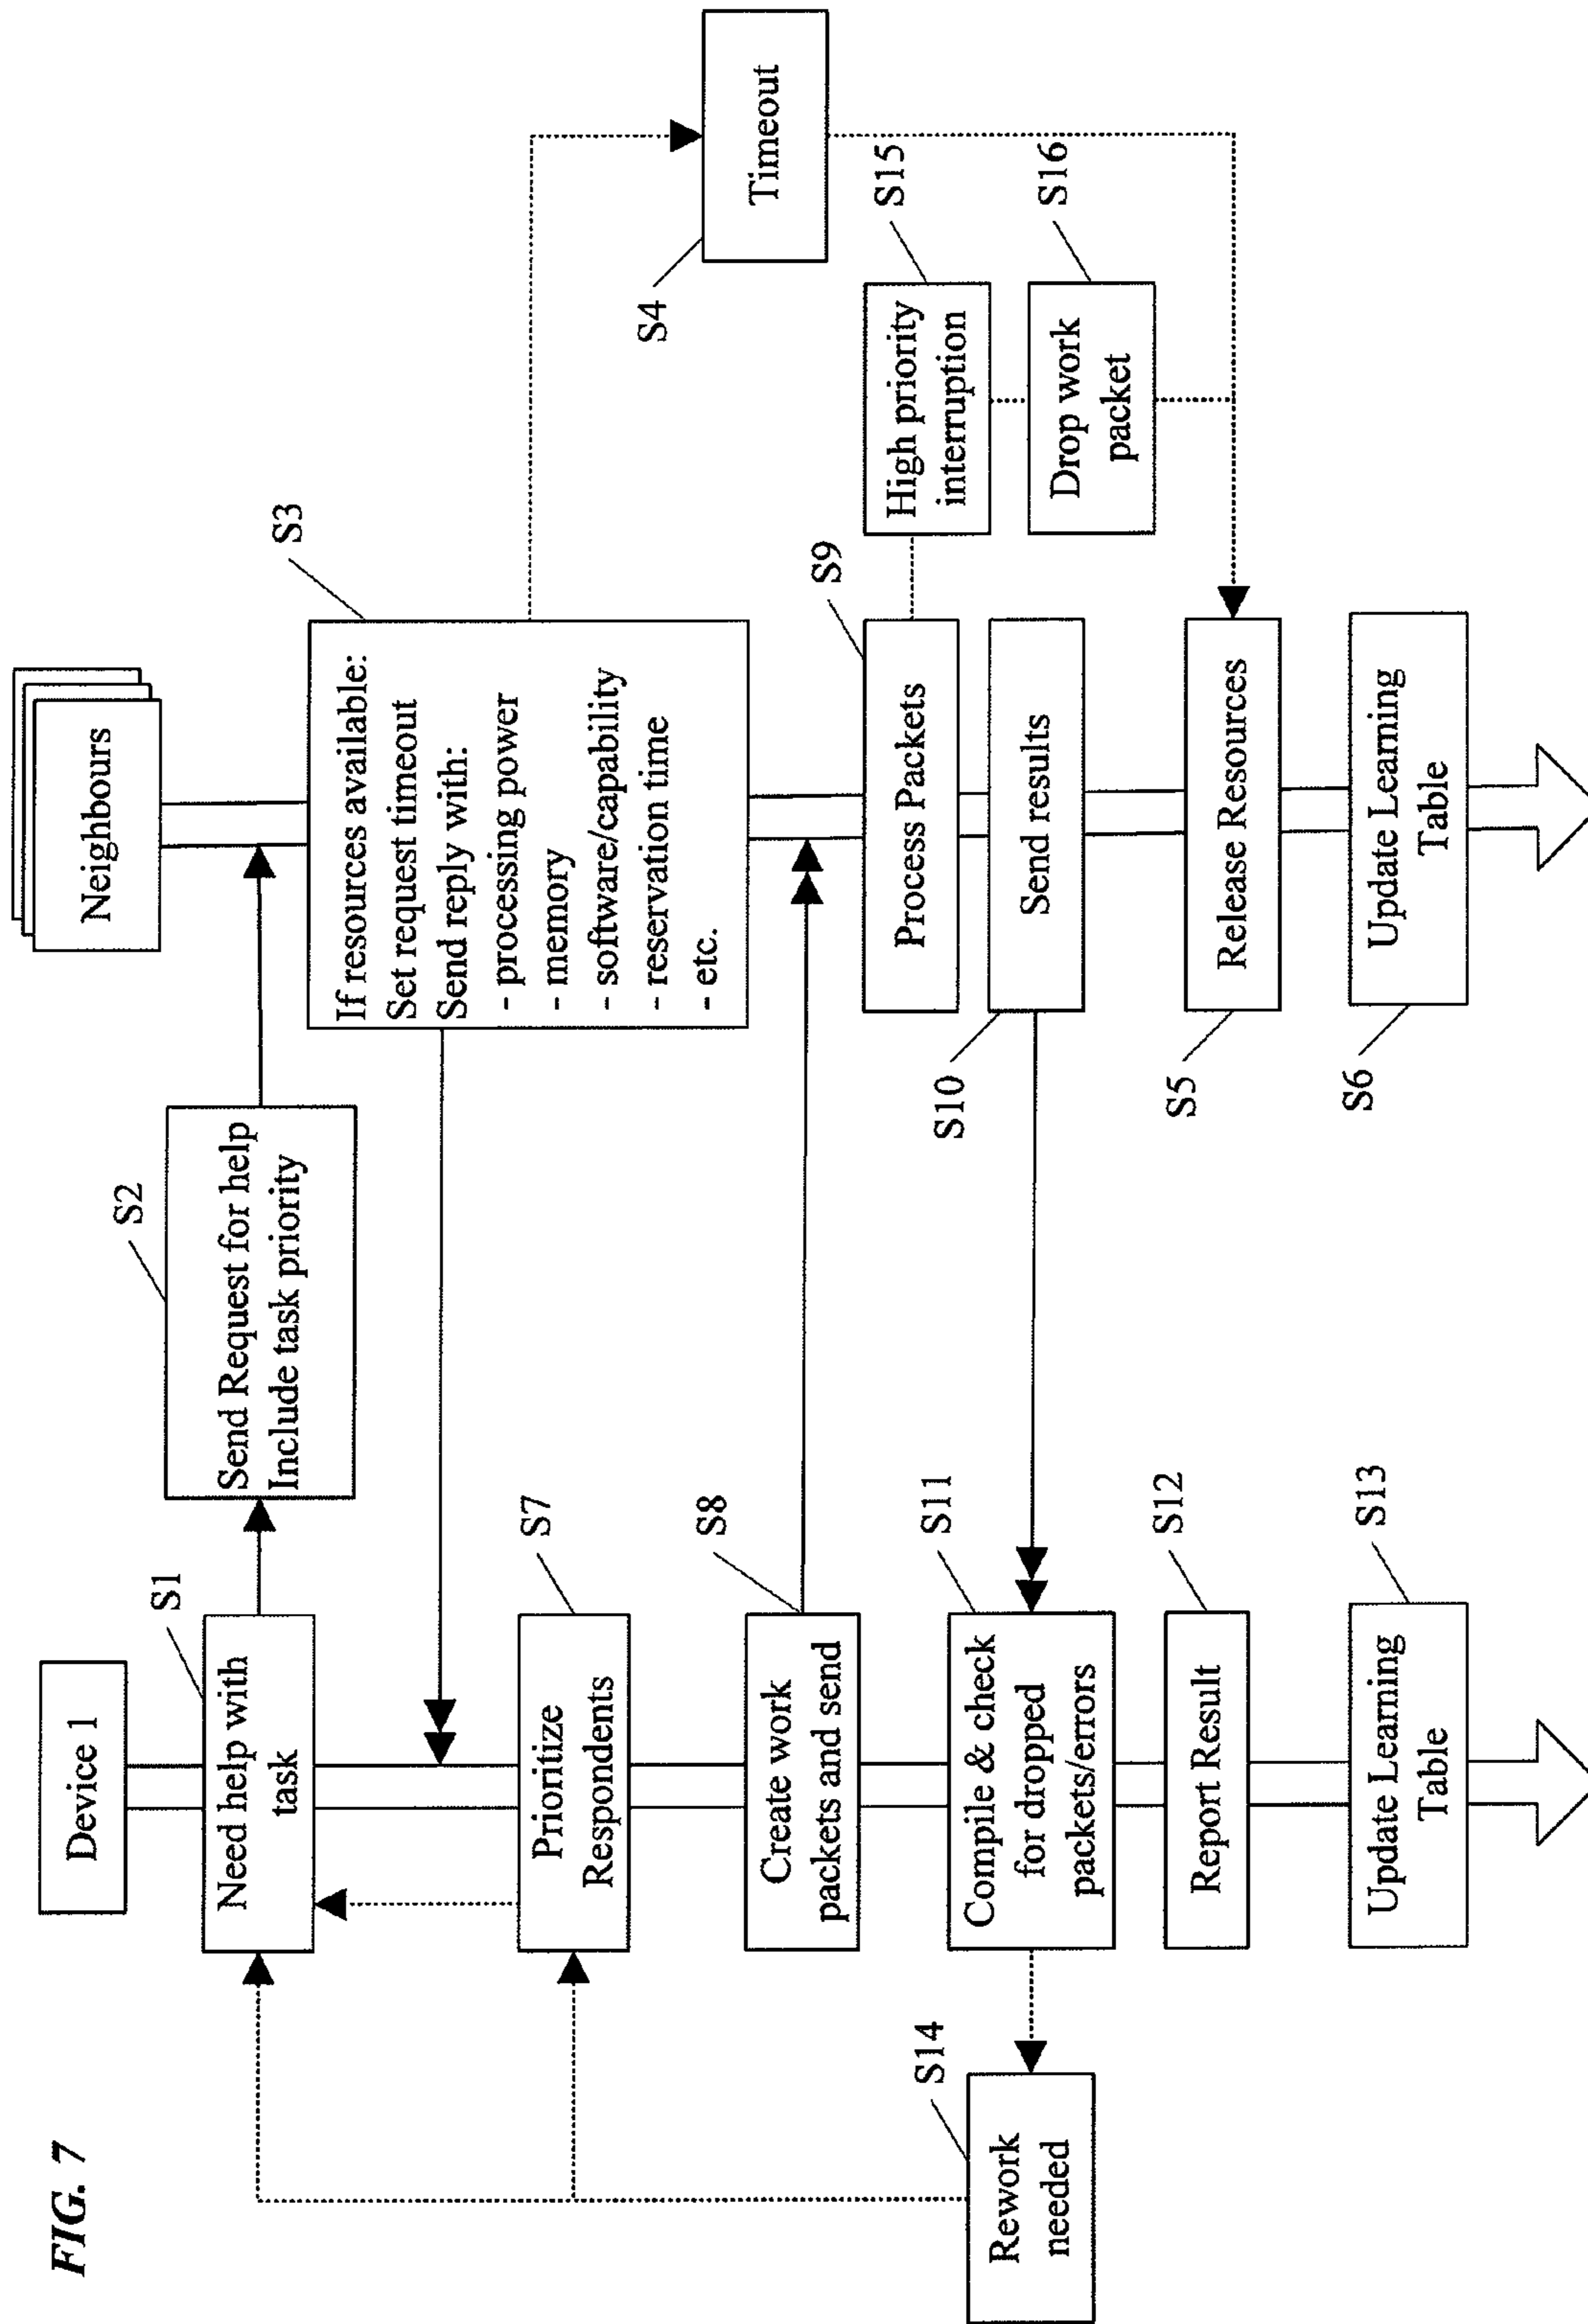 FIG. 7
Device 1
Neighbours
S1
Need help with
task
S2
Send Request for help
Include task priority
S3
If resources available:
Set request timeout
Send reply with:
- processing power
- memory
- software/capability
- reservation time
- etc.
S4
Timeout
S7
Prioritize
Respondents
S8
Create work
packets and send
S9
Process Packets
S15
High priority
interruption
S16
Drop work
packet
S10
Send results
S11
Compile & check
for dropped
packets/errors
S14
Rework
needed
S12
Report Result
S5
Release Resources
S13
Update Learning
Table
S6
Update Learning
Table